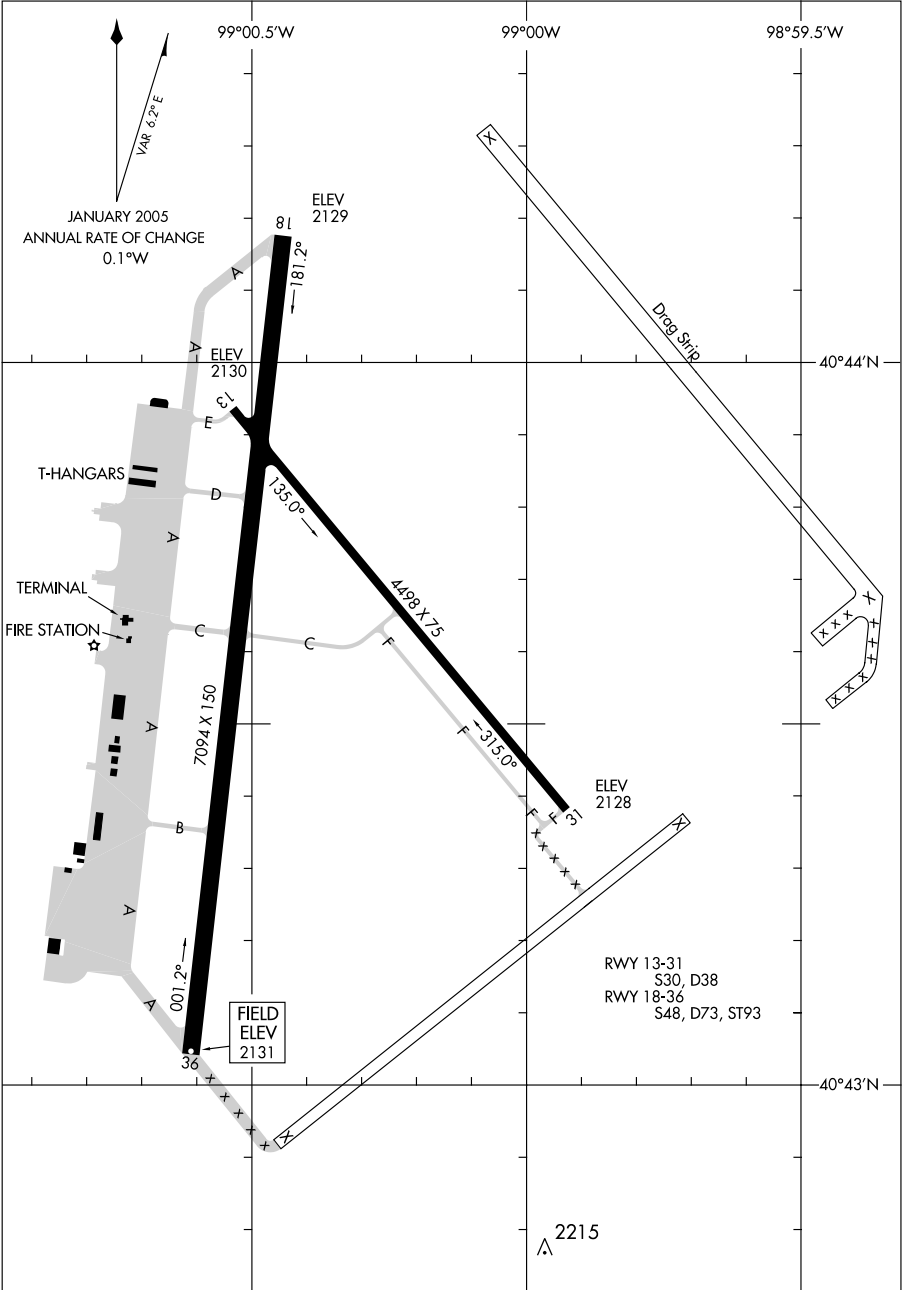 99°00.5'W
99°00'W
98°59.5'W
VAR 6.2° E
JANUARY 2005
ANNUAL RATE OF CHANGE
0.1°W
ELEV
2129
18
181.2°
A
A
ELEV
2130
13
E
Drag Strip
40°44'N
T-HANGARS
D
135.0°
A
TERMINAL
FIRE STATION
C
C
4498 X 75
F
X
X
X X X
X
X
X
X X X
7094 X 150
A
F
315.0°
ELEV
2128
F
F
31
B
X
X
X
X
X
X
X
A
001.2°
A
RWY 13-31
S30, D38
RWY 18-36
S48, D73, ST93
FIELD
ELEV
2131
36
X
X
X
X
X
X
40°43'N
2215